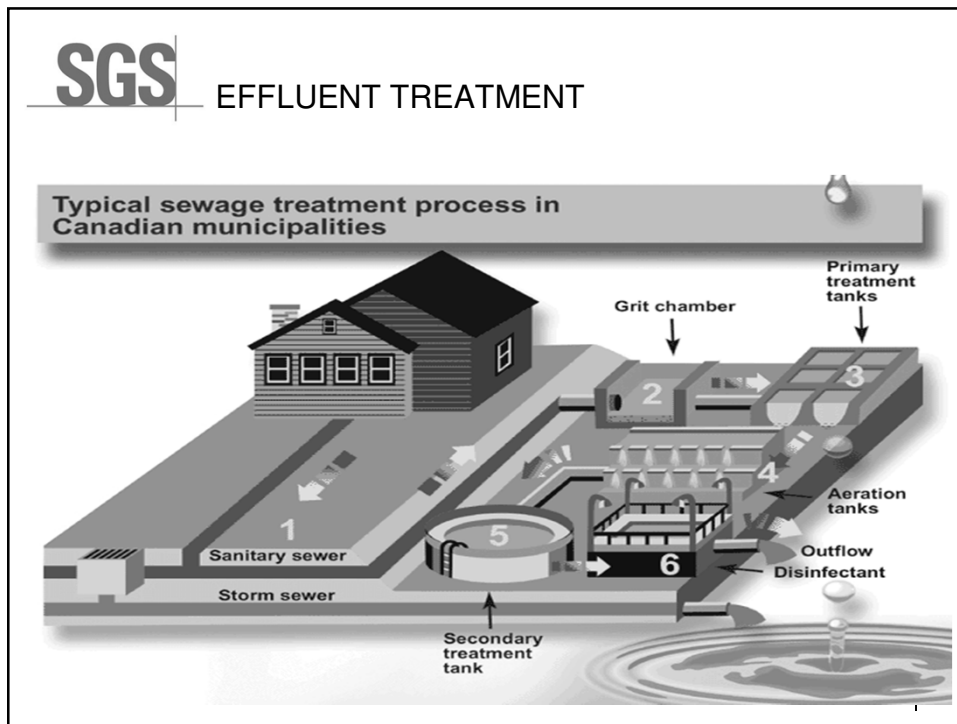 SGS
EFFLUENT TREATMENT
Typical sewage treatment process in
Canadian municipalities
Primary
treatment
tanks
Grit chamber
2
3
4
Aeration
tanks
1
5
6
Sanitary sewer
Outflow
Disinfectant
Storm sewer
Secondary
treatment
tank